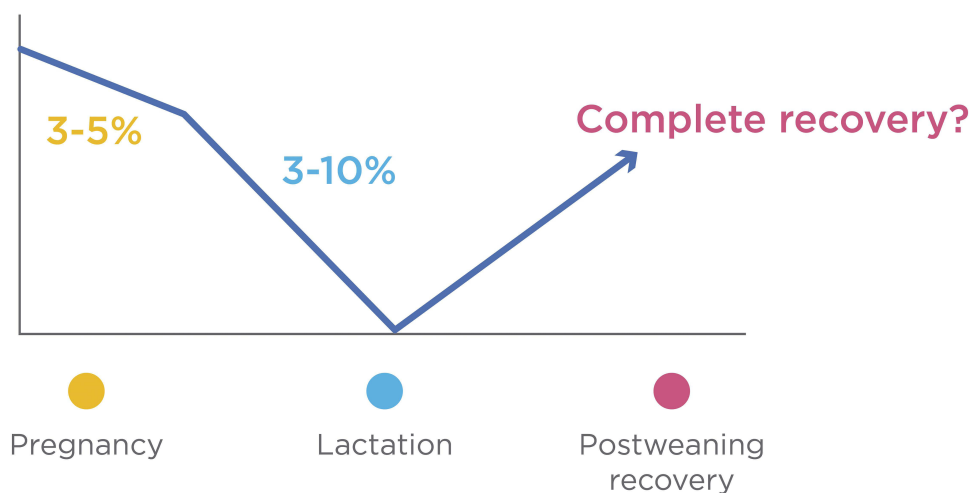 3-5%
3-10%
Complete recovery?
Pregnancy
Lactation
Postweaning
recovery